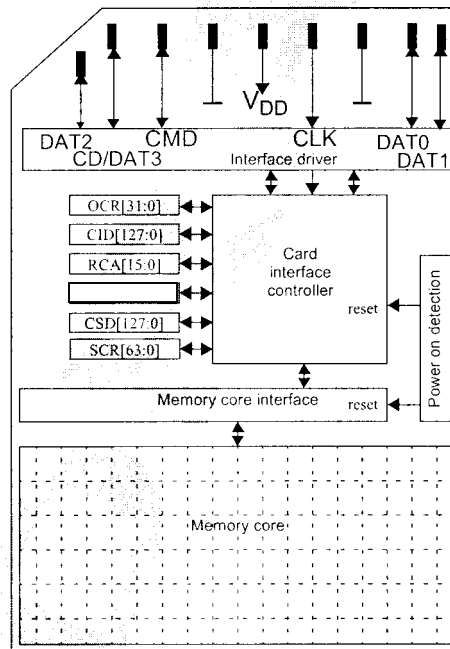 VDD
DAT2
CMD
CLK
DAT0
CD/DAT3
Interface driver
DAT1
OCR[31:0]
CID[127:0]
RCA[15:0]
CSD[127:0]
SCR[63:0]
Card
interface
controller
reset
Power on detection
Memory core interface
reset
Memory core